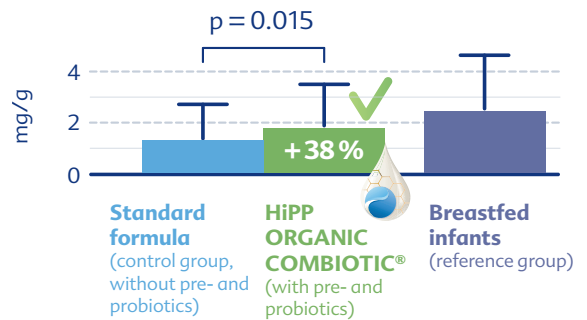 p = 0.015
mg/g
4
2
0
+38 %
Standard
formula
(control group,
without pre- and
probiotics)
HiPP
ORGANIC
COMBIOTIC®
(with pre- and
probiotics)
Breastfed
infants
(reference group)